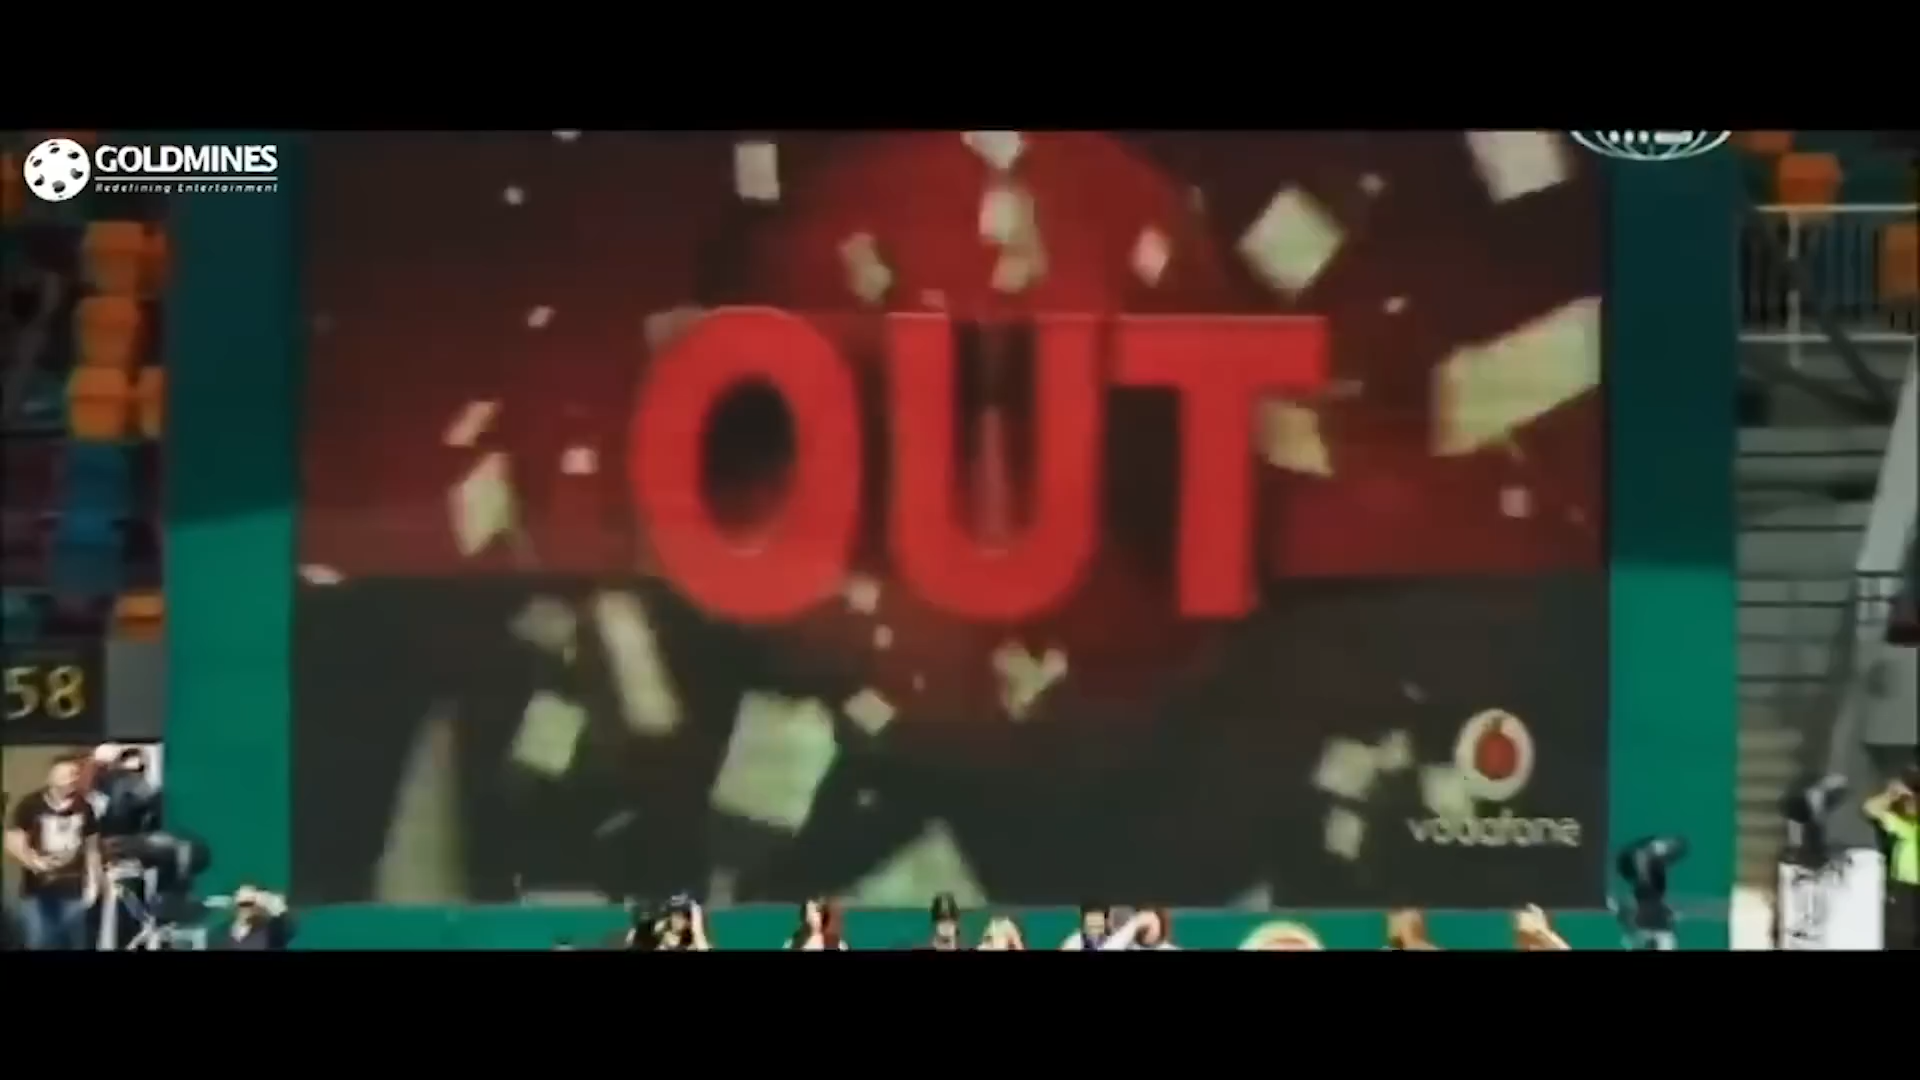 GOLDMINES
Redefining Entertainment
OUT
58
vodafone